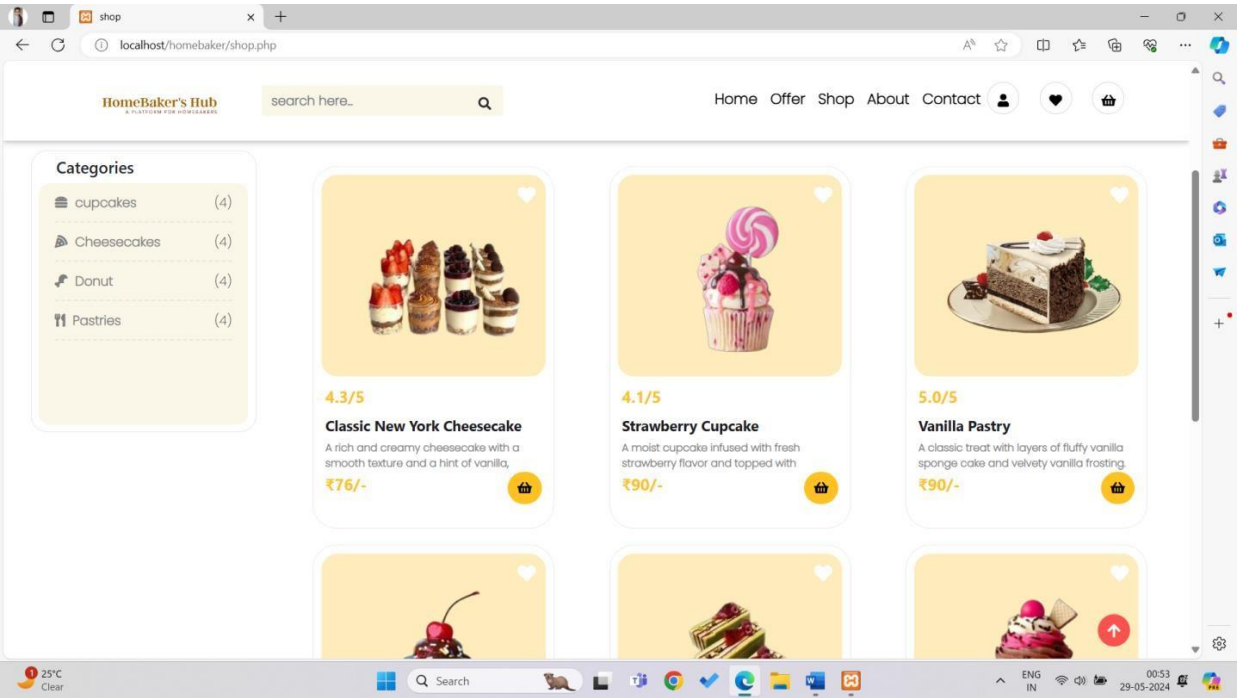 shop
localhost/homebaker/shop.php
HomeBaker's Hub
A PLATFORM FOR HOMEBAKERS
search here..
Home Offer Shop About Contact
Categories
cupcakes (4)
Cheesecakes (4)
Donut (4)
Pastries (4)
4.3/5
Classic New York Cheesecake
A rich and creamy cheesecake with a
smooth texture and a hint of vanilla,
₹76/-
4.1/5
Strawberry Cupcake
A moist cupcake infused with fresh
strawberry flavor and topped with
₹90/-
5.0/5
Vanilla Pastry
A classic treat with layers of fluffy vanilla
sponge cake and velvety vanilla frosting.
₹90/-
1
25°C
Clear
Search
ENG
IN
00:53
29-05-2024